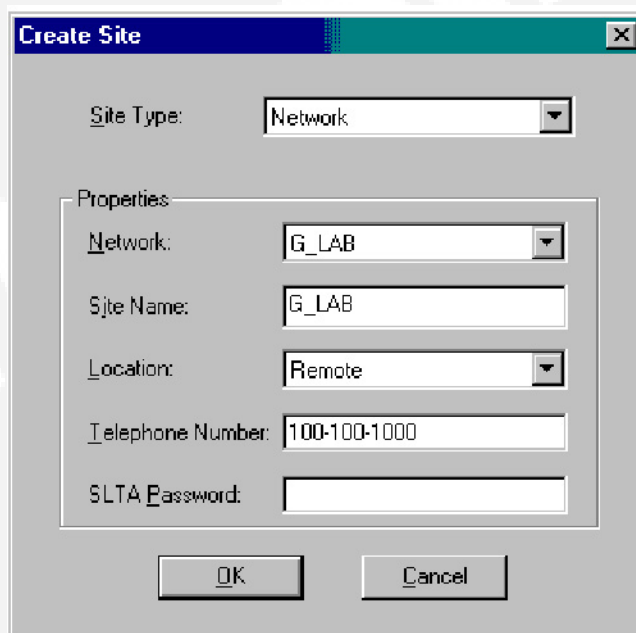 Create Site
Site Type: Network
Properties
Network: G_LAB
Site Name: G_LAB
Location: Remote
Telephone Number: 100-100-1000
SLTA Password:
OK Cancel